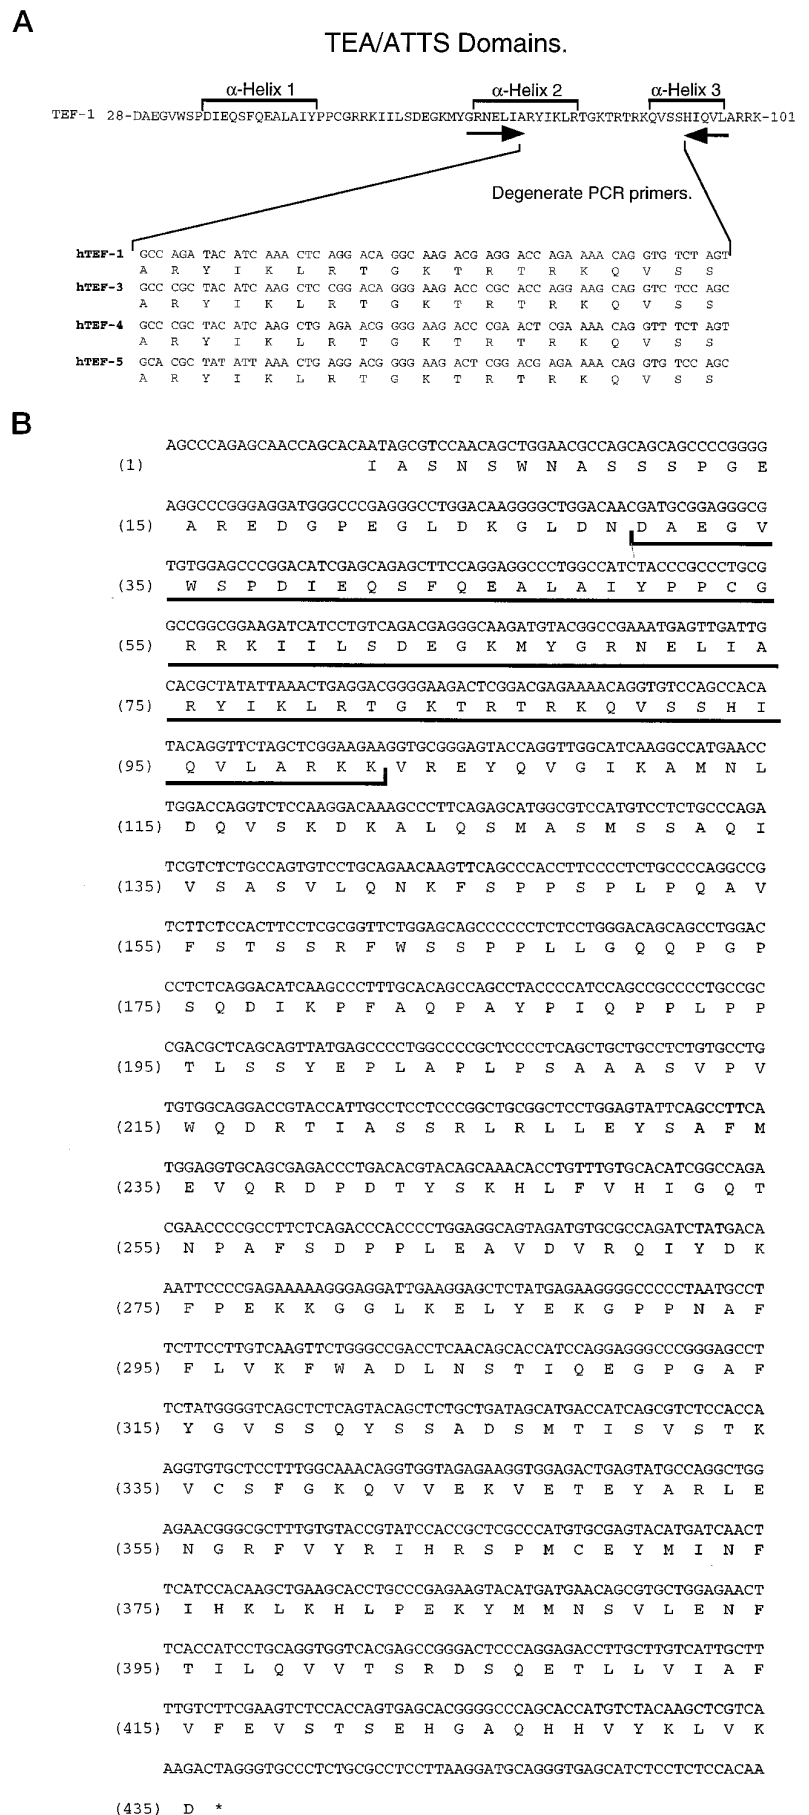 A
TEA/ATTS Domains.
α-Helix 1 α-Helix 2 α-Helix 3
TEF-1 28-DAEGVWSPDIEQSFQEALAIYPPCGRRKIILSDEGKMYGRNELIARYIKLRTGKTRTRKQVSSHIQVLARRK-101
Degenerate PCR primers.
hTEF-1 GCC AGA TAC ATC AAA CTC AGG ACA GGC AAG ACG AGG ACC AGA AAA CAG GTG TCT AGT
A R Y I K L R T G K T R T R K Q V S S
hTEF-3 GCC CGC TAC ATC AAG CTC CGG ACA GGG AAG ACC CGC ACC AGG AAG CAG GTC TCC AGC
A R Y I K L R T G K T R T R K Q V S S
hTEF-4 GCC CGC TAC ATC AAG CTG AGA ACG GGG AAG ACC CGA ACT CGA AAA CAG GTT TCT AGT
A R Y I K L R T G K T R T R K Q V S S
hTEF-5 GCA CGC TAT ATT AAA CTG AGG ACG GGG AAG ACT CGG ACG AGA AAA CAG GTG TCC AGC
A R Y I K L R T G K T R T R K Q V S S
B
AGCCCAGAGCAACCAGCACAATAGCGTCCAACAGCTGGAACGCCAGCAGCAGCCCCGGGG
(1) I A S N S W N A S S S P G E
AGGCCCGGGAGGATGGGCCCGAGGGCCTGGACAAGGGGCTGGACAACGATGCGGAGGGCG
(15) A R E D G P E G L D K G L D N D A E G V
TGTGGAGCCCGGACATCGAGCAGAGCTTCCAGGAGGCCCTGGCCATCTACCCGCCCTGCG
(35) W S P D I E Q S F Q E A L A I Y P P C G
GCCGGCGGAAGATCATCCTGTCAGACGAGGGCAAGATGTACGGCCGAAATGAGTTGATTG
(55) R R K I I L S D E G K M Y G R N E L I A
CACGCTATATTAAACTGAGGACGGGGAAGACTCGGACGAGAAAACAGGTGTCCAGCCACA
(75) R Y I K L R T G K T R T R K Q V S S H I
TACAGGTTCTAGCTCGGAAGAAGGTGCGGGAGTACCAGGTTGGCATCAAGGCCATGAACC
(95) Q V L A R K K V R E Y Q V G I K A M N L
TGGACCAGGTCTCCAAGGACAAAGCCCTTCAGAGCATGGCGTCCATGTCCTCTGCCCAGA
(115) D Q V S K D K A L Q S M A S M S S A Q I
TCGTCTCTGCCAGTGTCCTGCAGAACAAGTTCAGCCCACCTTCCCCTCTGCCCCAGGCCG
(135) V S A S V L Q N K F S P P S P L P Q A V
TCTTCTCCACTTCCTCGCGGTTCTGGAGCAGCCCCCCTCTCCTGGGACAGCAGCCTGGAC
(155) F S T S S R F W S S P P L L G Q Q P G P
CCTCTCAGGACATCAAGCCCTTTGCACAGCCAGCCTACCCCATCCAGCCGCCCCTGCCGC
(175) S Q D I K P F A Q P A Y P I Q P P L P P
CGACGCTCAGCAGTTATGAGCCCCTGGCCCCGCTCCCCTCAGCTGCTGCCTCTGTGCCTG
(195) T L S S Y E P L A P L P S A A A S V P V
TGTGGCAGGACCGTACCATTGCCTCCTCCCGGCTGCGGCTCCTGGAGTATTCAGCCTTCA
(215) W Q D R T I A S S R L R L L E Y S A F M
TGGAGGTGCAGCGAGACCCTGACACGTACAGCAAACACCTGTTTGTGCACATCGGCCAGA
(235) E V Q R D P D T Y S K H L F V H I G Q T
CGAACCCCGCCTTCTCAGACCCACCCCTGGAGGCAGTAGATGTGCGCCAGATCTATGACA
(255) N P A F S D P P L E A V D V R Q I Y D K
AATTCCCCGAGAAAAAGGGAGGATTGAAGGAGCTCTATGAGAAGGGGCCCCCTAATGCCT
(275) F P E K K G G L K E L Y E K G P P N A F
TCTTCCTTGTCAAGTTCTGGGCCGACCTCAACAGCACCATCCAGGAGGGCCCGGGAGCCT
(295) F L V K F W A D L N S T I Q E G P G A F
TCTATGGGGTCAGCTCTCAGTACAGCTCTGCTGATAGCATGACCATCAGCGTCTCCACCA
(315) Y G V S S Q Y S S A D S M T I S V S T K
AGGTGTGCTCCTTTGGCAAACAGGTGGTAGAGAAGGTGGAGACTGAGTATGCCAGGCTGG
(335) V C S F G K Q V V E K V E T E Y A R L E
AGAACGGGCGCTTTGTGTACCGTATCCACCGCTCGCCCATGTGCGAGTACATGATCAACT
(355) N G R F V Y R I H R S P M C E Y M I N F
TCATCCACAAGCTGAAGCACCTGCCCGAGAAGTACATGATGAACAGCGTGCTGGAGAACT
(375) I H K L K H L P E K Y M M N S V L E N F
TCACCATCCTGCAGGTGGTCACGAGCCGGGACTCCCAGGAGACCTTGCTTGTCATTGCTT
(395) T I L Q V V T S R D S Q E T L L V I A F
TTGTCTTCGAAGTCTCCACCAGTGAGCACGGGGCCCAGCACCATGTCTACAAGCTCGTCA
(415) V F E V S T S E H G A Q H H V Y K L V K
AAGACTAGGGTGCCCTCTGCGCCTCCTTAAGGATGCAGGGTGAGCATCTCCTCTCCACAA
(435) D *